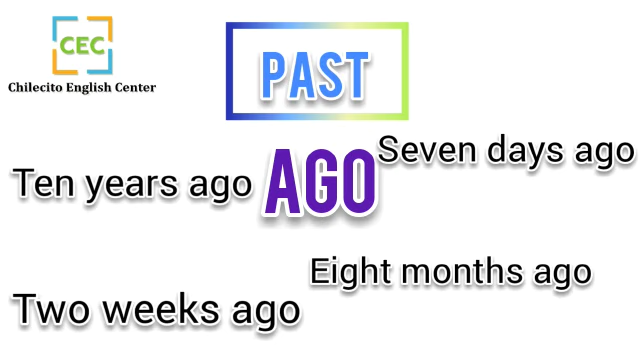 CEC
Chilecito English Center
PAST
Seven days ago
AGO
Ten years ago
Eight months ago
Two weeks ago